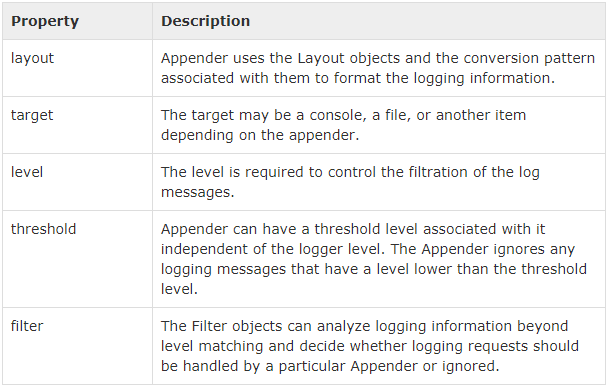 Property Description
layout Appender uses the Layout objects and the conversion pattern
associated with them to format the logging information.
target The target may be a console, a file, or another item
depending on the appender.
level The level is required to control the filtration of the log
messages.
threshold Appender can have a threshold level associated with it
independent of the logger level. The Appender ignores any
logging messages that have a level lower than the threshold
level.
filter The Filter objects can analyze logging information beyond
level matching and decide whether logging requests should
be handled by a particular Appender or ignored.